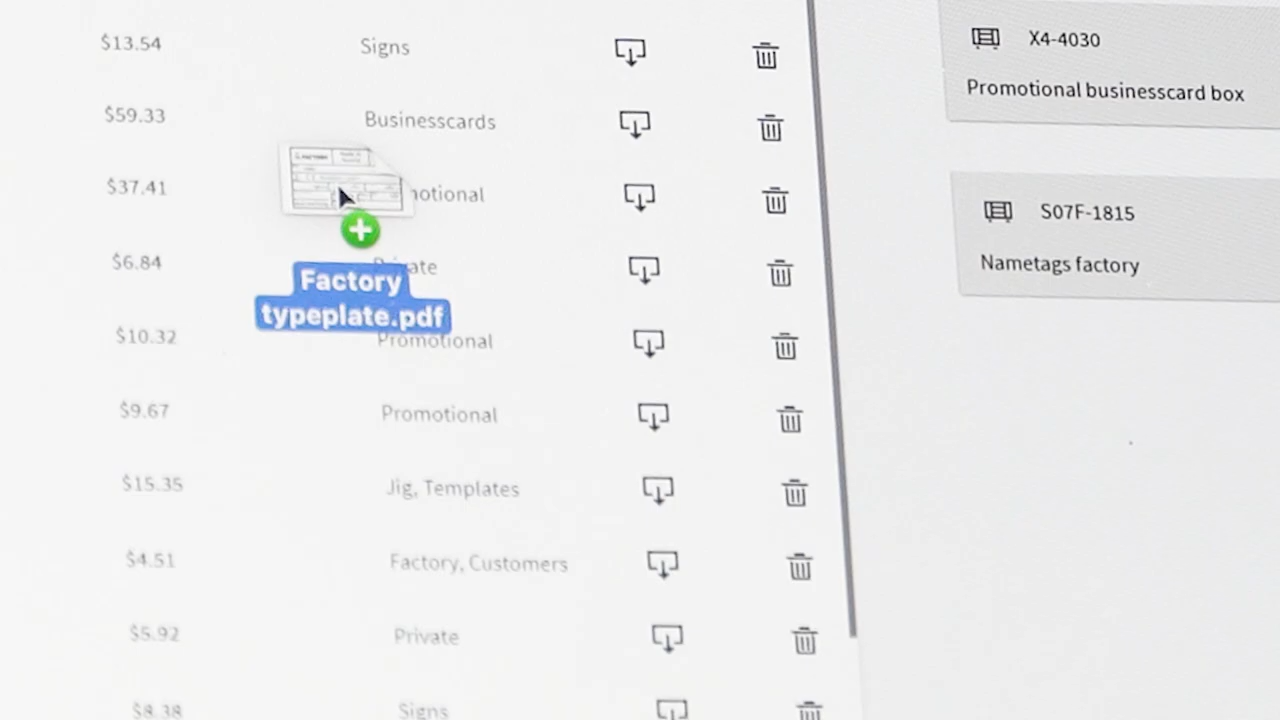 $13.54 Signs
$59.33 Businesscards
$37.41 notional
$6.84 Private
$10.32 Promotional
$9.67 Promotional
$15.35 Jig, Templates
$4.51 Factory, Customers
$5.92 Private
$8.38 Signs
Factory
typeplate.pdf
X4-4030
Promotional businesscard box
S07F-1815
Nametags factory